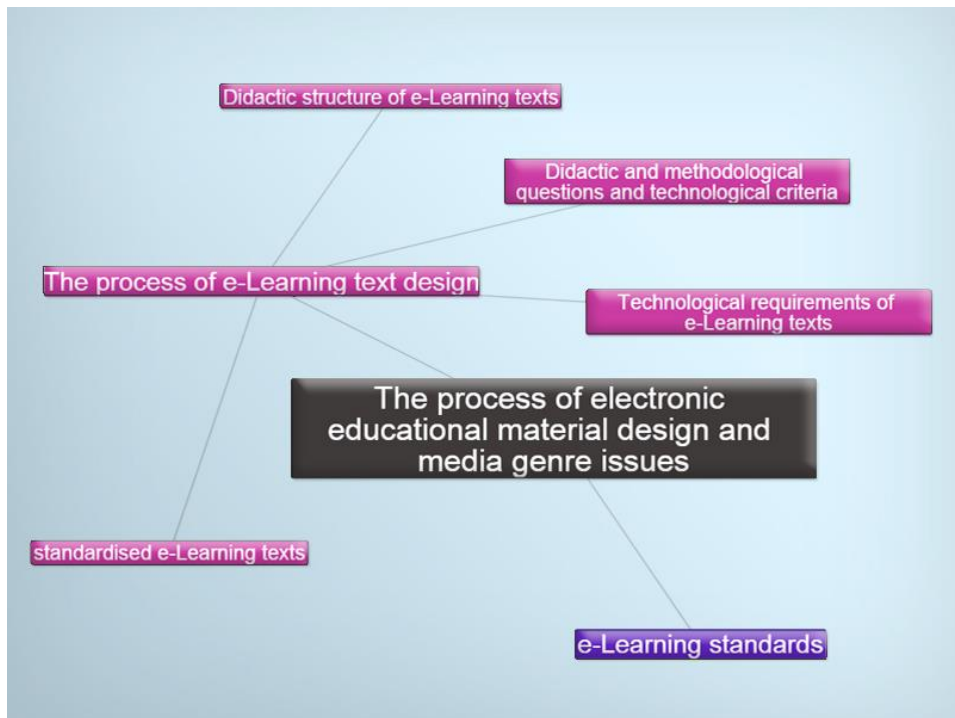 Didactic structure of e-Learning texts
Didactic and methodological
questions and technological criteria
The process of e-Learning text design
Technological requirements of
e-Learning texts
The process of electronic
educational material design and
media genre issues
standardised e-Learning texts
e-Learning standards